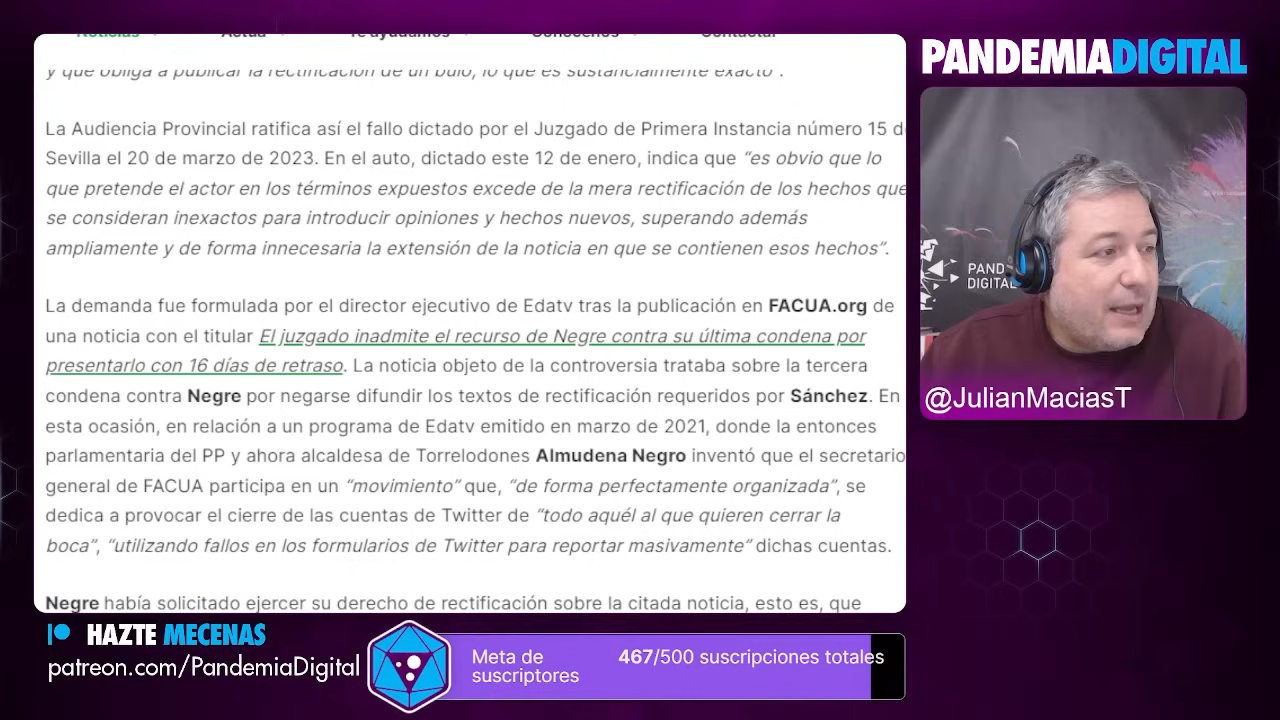 Noticias Actúa Te ayudamos Conócenos Contactar
y que obliga a publicar la rectificación de un bulo, lo que es sustancialmente exacto”.
La Audiencia Provincial ratifica así el fallo dictado por el Juzgado de Primera Instancia número 15 de
Sevilla el 20 de marzo de 2023. En el auto, dictado este 12 de enero, indica que “es obvio que lo
que pretende el actor en los términos expuestos excede de la mera rectificación de los hechos que
se consideran inexactos para introducir opiniones y hechos nuevos, superando además
ampliamente y de forma innecesaria la extensión de la noticia en que se contienen esos hechos”.
La demanda fue formulada por el director ejecutivo de Edatv tras la publicación en FACUA.org de
una noticia con el titular El juzgado inadmite el recurso de Negre contra su última condena por
presentarlo con 16 días de retraso. La noticia objeto de la controversia trataba sobre la tercera
condena contra Negre por negarse difundir los textos de rectificación requeridos por Sánchez. En
esta ocasión, en relación a un programa de Edatv emitido en marzo de 2021, donde la entonces
parlamentaria del PP y ahora alcaldesa de Torrelodones Almudena Negro inventó que el secretario
general de FACUA participa en un “movimiento” que, “de forma perfectamente organizada”, se
dedica a provocar el cierre de las cuentas de Twitter de “todo aquél al que quieren cerrar la
boca”, “utilizando fallos en los formularios de Twitter para reportar masivamente” dichas cuentas.
Negre había solicitado ejercer su derecho de rectificación sobre la citada noticia, esto es, que
PANDEMIADIGITAL
PAND
DIGITAL
@JulianMaciasT
HAZTE MECENAS
patreon.com/PandemiaDigital
Meta de
suscriptores
467/500 suscripciones totales